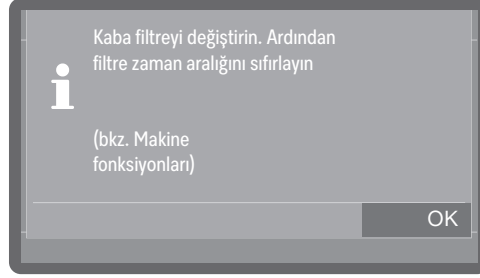 Kaba filtreyi değiştirin. Ardından
filtre zaman aralığını sıfırlayın
(bkz. Makine
fonksiyonları)
OK